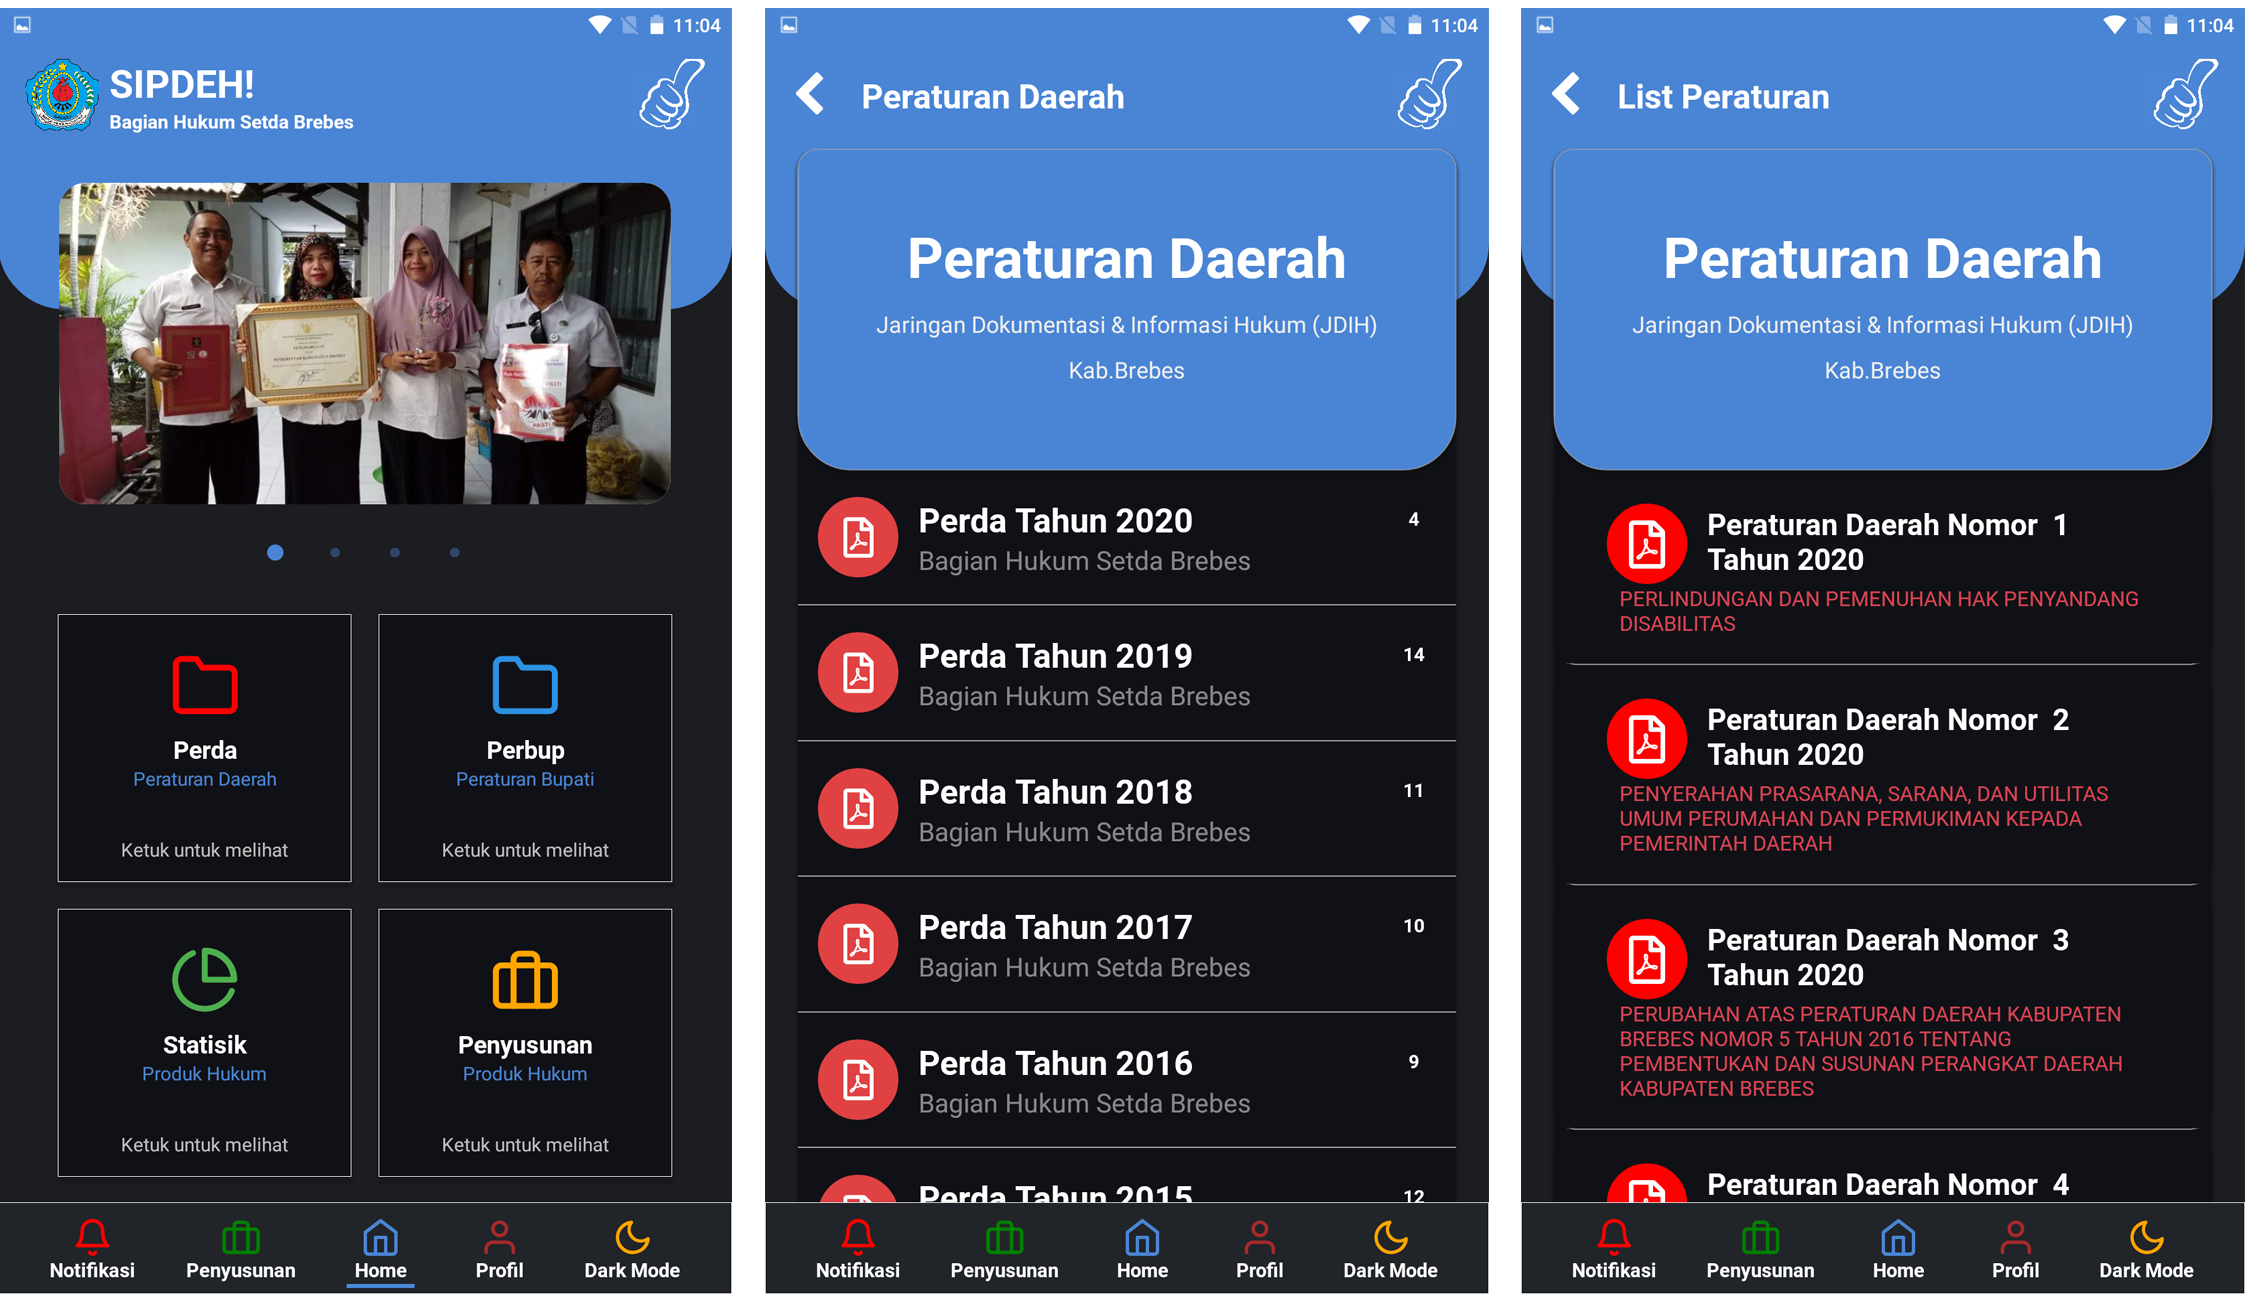 11:04
SIPDEH!
Bagian Hukum Setda Brebes
PASTI
PASTI
Perda
Peraturan Daerah
Ketuk untuk melihat
Perbup
Peraturan Bupati
Ketuk untuk melihat
Statisik
Produk Hukum
Ketuk untuk melihat
Penyusunan
Produk Hukum
Ketuk untuk melihat
Notifikasi
Penyusunan
Home
Profil
Dark Mode
11:04
Peraturan Daerah
Peraturan Daerah
Jaringan Dokumentasi & Informasi Hukum (JDIH)
Kab.Brebes
Perda Tahun 2020
4
Bagian Hukum Setda Brebes
Perda Tahun 2019
14
Bagian Hukum Setda Brebes
Perda Tahun 2018
11
Bagian Hukum Setda Brebes
Perda Tahun 2017
10
Bagian Hukum Setda Brebes
Perda Tahun 2016
9
Bagian Hukum Setda Brebes
Perda Tahun 2015
12
Notifikasi
Penyusunan
Home
Profil
Dark Mode
11:04
List Peraturan
Peraturan Daerah
Jaringan Dokumentasi & Informasi Hukum (JDIH)
Kab.Brebes
Peraturan Daerah Nomor 1
Tahun 2020
PERLINDUNGAN DAN PEMENUHAN HAK PENYANDANG
DISABILITAS
Peraturan Daerah Nomor 2
Tahun 2020
PENYERAHAN PRASARANA, SARANA, DAN UTILITAS
UMUM PERUMAHAN DAN PERMUKIMAN KEPADA
PEMERINTAH DAERAH
Peraturan Daerah Nomor 3
Tahun 2020
PERUBAHAN ATAS PERATURAN DAERAH KABUPATEN
BREBES NOMOR 5 TAHUN 2016 TENTANG
PEMBENTUKAN DAN SUSUNAN PERANGKAT DAERAH
KABUPATEN BREBES
Peraturan Daerah Nomor 4
Notifikasi
Penyusunan
Home
Profil
Dark Mode